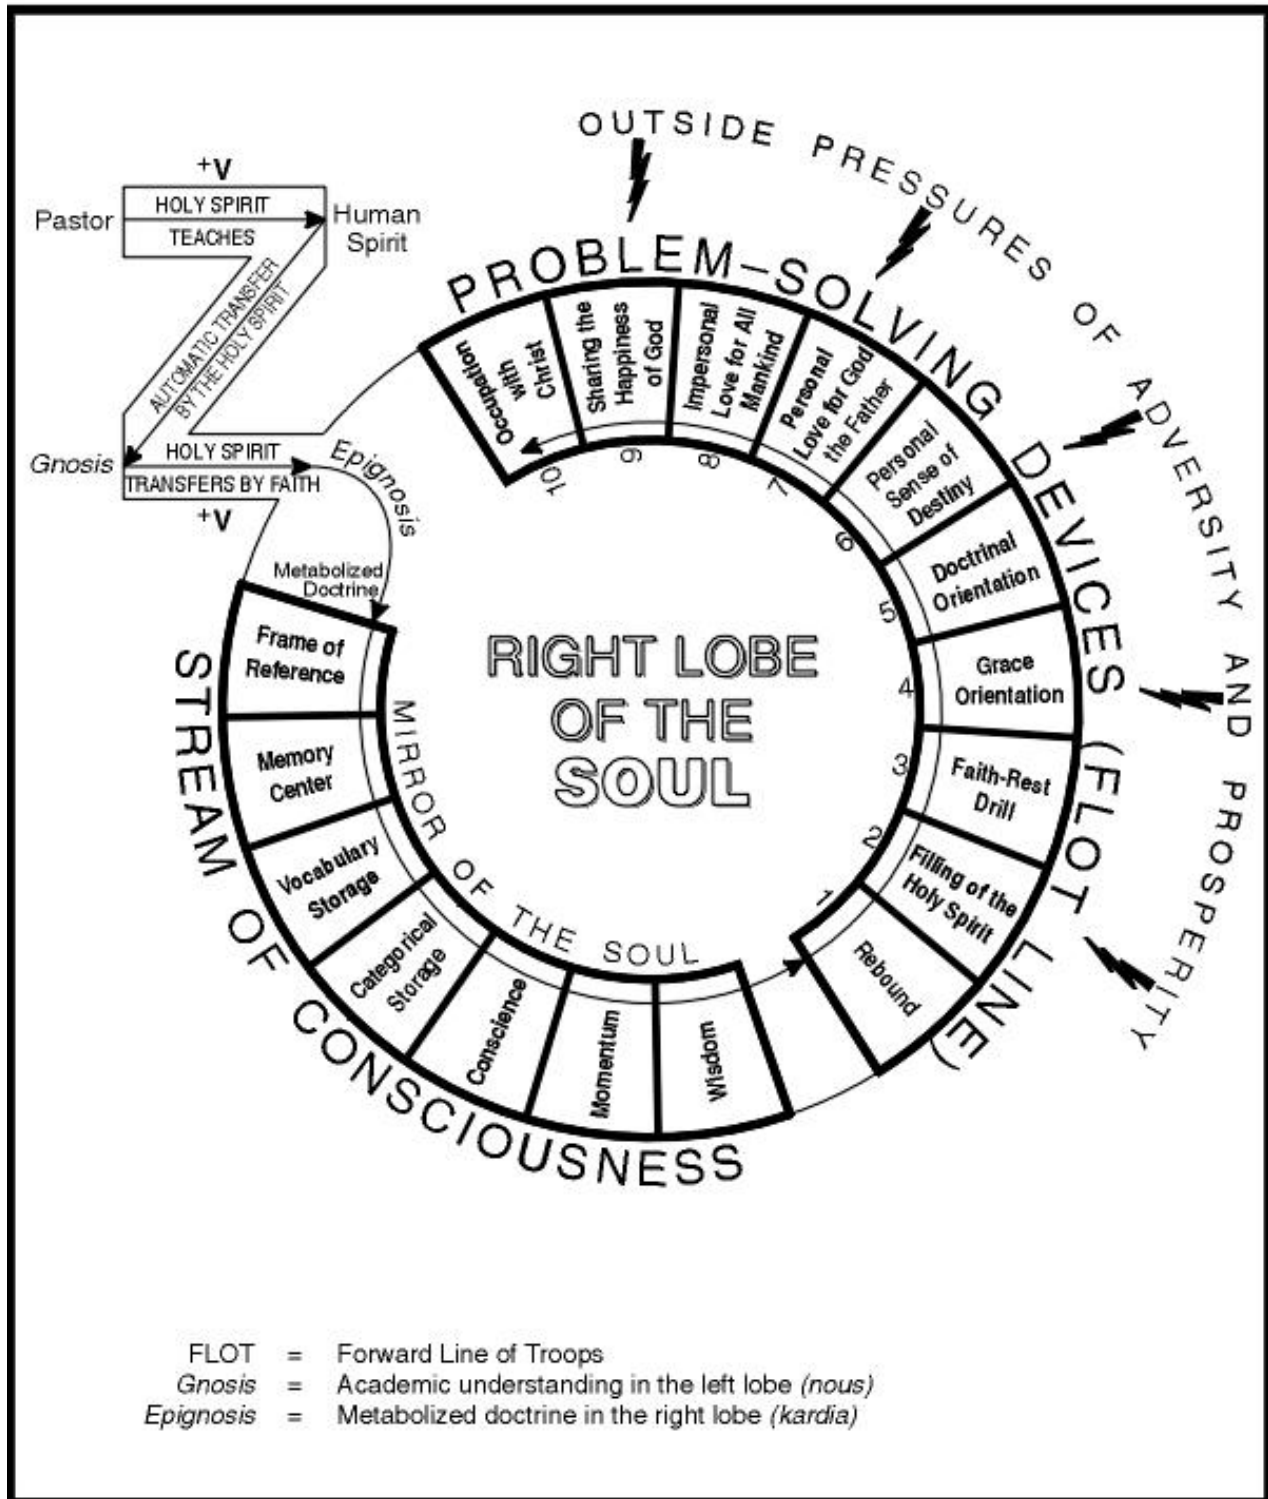 OUTSIDE PRESSURES OF ADVERSITY AND PROSPERITY
+V
HOLY SPIRIT
TEACHES
Pastor
Human
Spirit
AUTOMATIC TRANSFER
BY THE HOLY SPIRIT
Gnosis
HOLY SPIRIT
TRANSFERS BY FAITH
+V
Epignosis
Metabolized
Doctrine
PROBLEM–SOLVING DEVICES (FLOT LINE)
Occupation
with
Christ
10
Sharing the
Happiness
of God
9
Impersonal
Love for All
Mankind
8
Personal
Love for God
the Father
7
Personal
Sense of
Destiny
6
Doctrinal
Orientation
5
Grace
Orientation
4
Faith-Rest
Drill
3
Filling of the
Holy Spirit
2
Rebound
1
RIGHT LOBE
OF THE
SOUL
MIRROR OF THE SOUL
Frame of
Reference
Memory
Center
Vocabulary
Storage
Categorical
Storage
Conscience
Momentum
Wisdom
STREAM OF CONSCIOUSNESS
FLOT = Forward Line of Troops
Gnosis = Academic understanding in the left lobe (nous)
Epignosis = Metabolized doctrine in the right lobe (kardia)